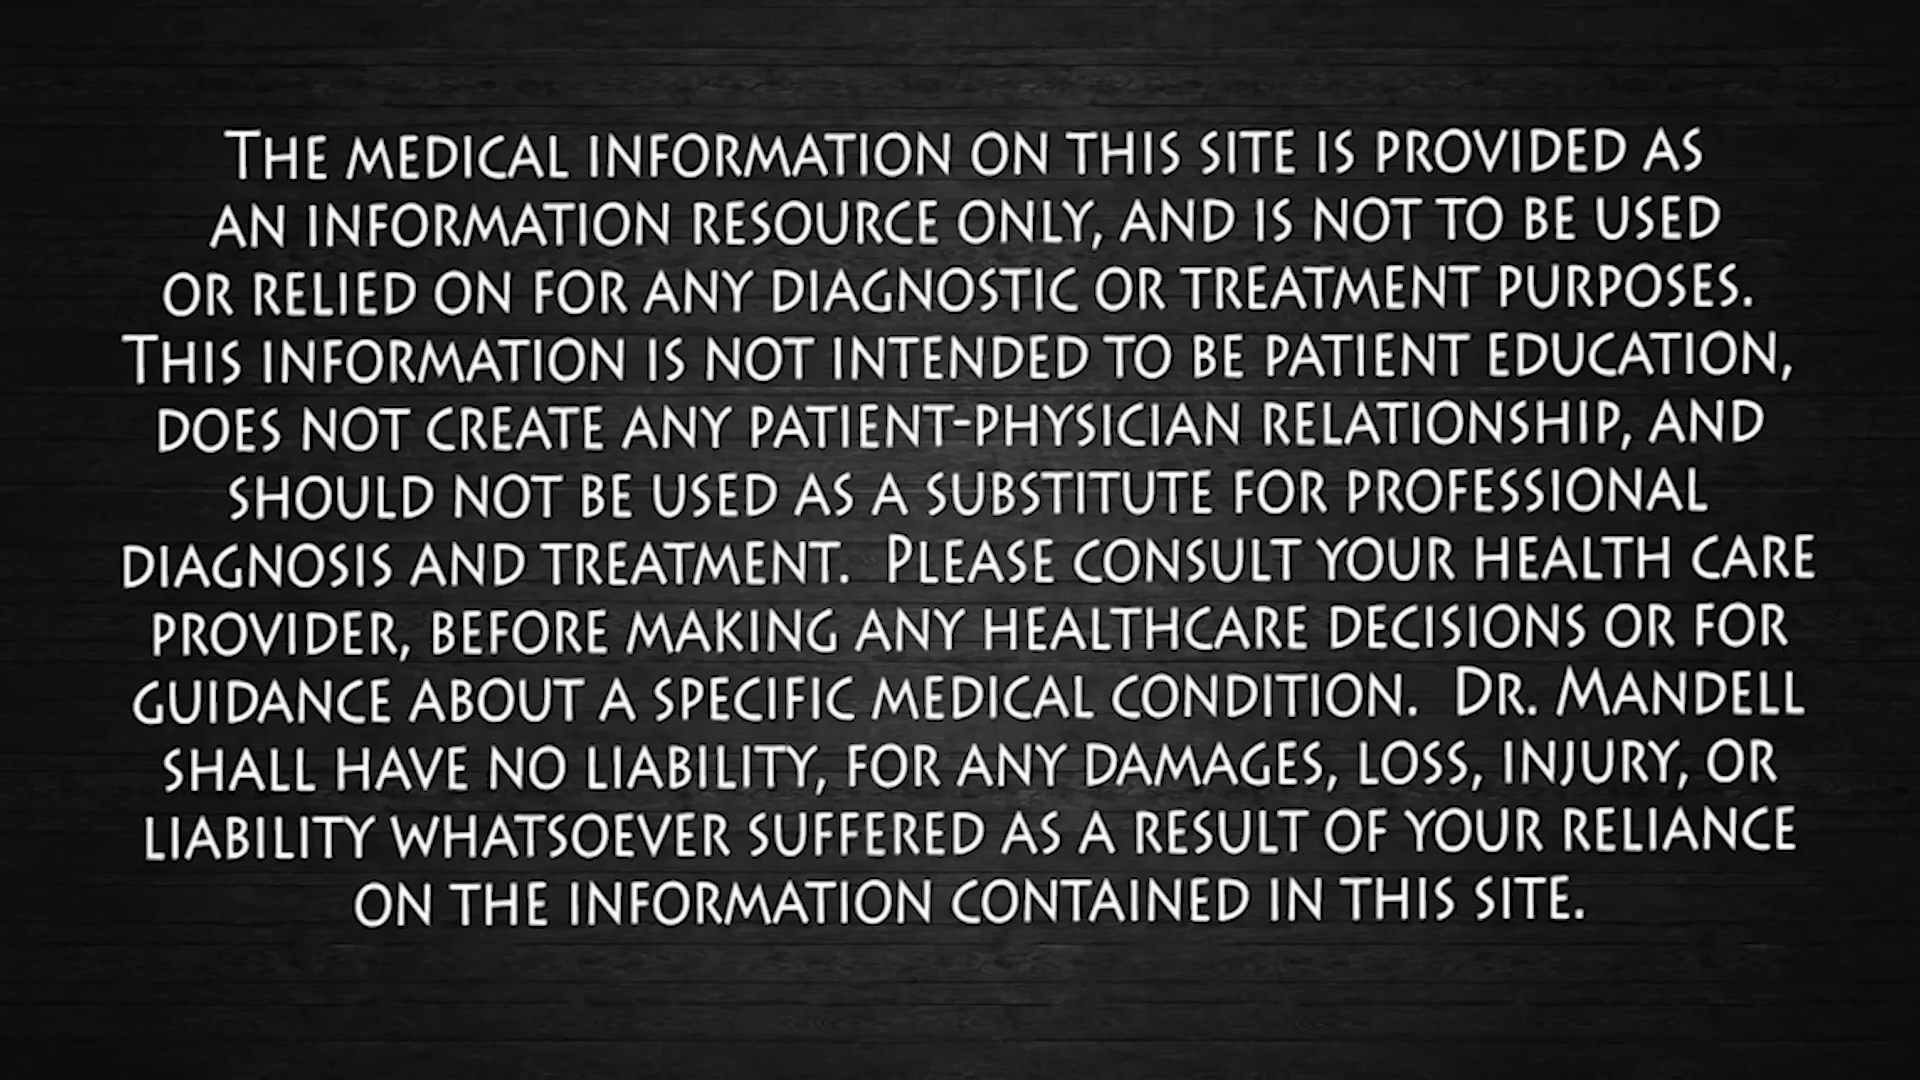 The medical information on this site is provided as
an information resource only, and is not to be used
or relied on for any diagnostic or treatment purposes.
This information is not intended to be patient education,
does not create any patient-physician relationship, and
should not be used as a substitute for professional
diagnosis and treatment.  Please consult your health care
provider, before making any healthcare decisions or for
guidance about a specific medical condition.  Dr. Mandell
shall have no liability, for any damages, loss, injury, or
liability whatsoever suffered as a result of your reliance
on the information contained in this site.